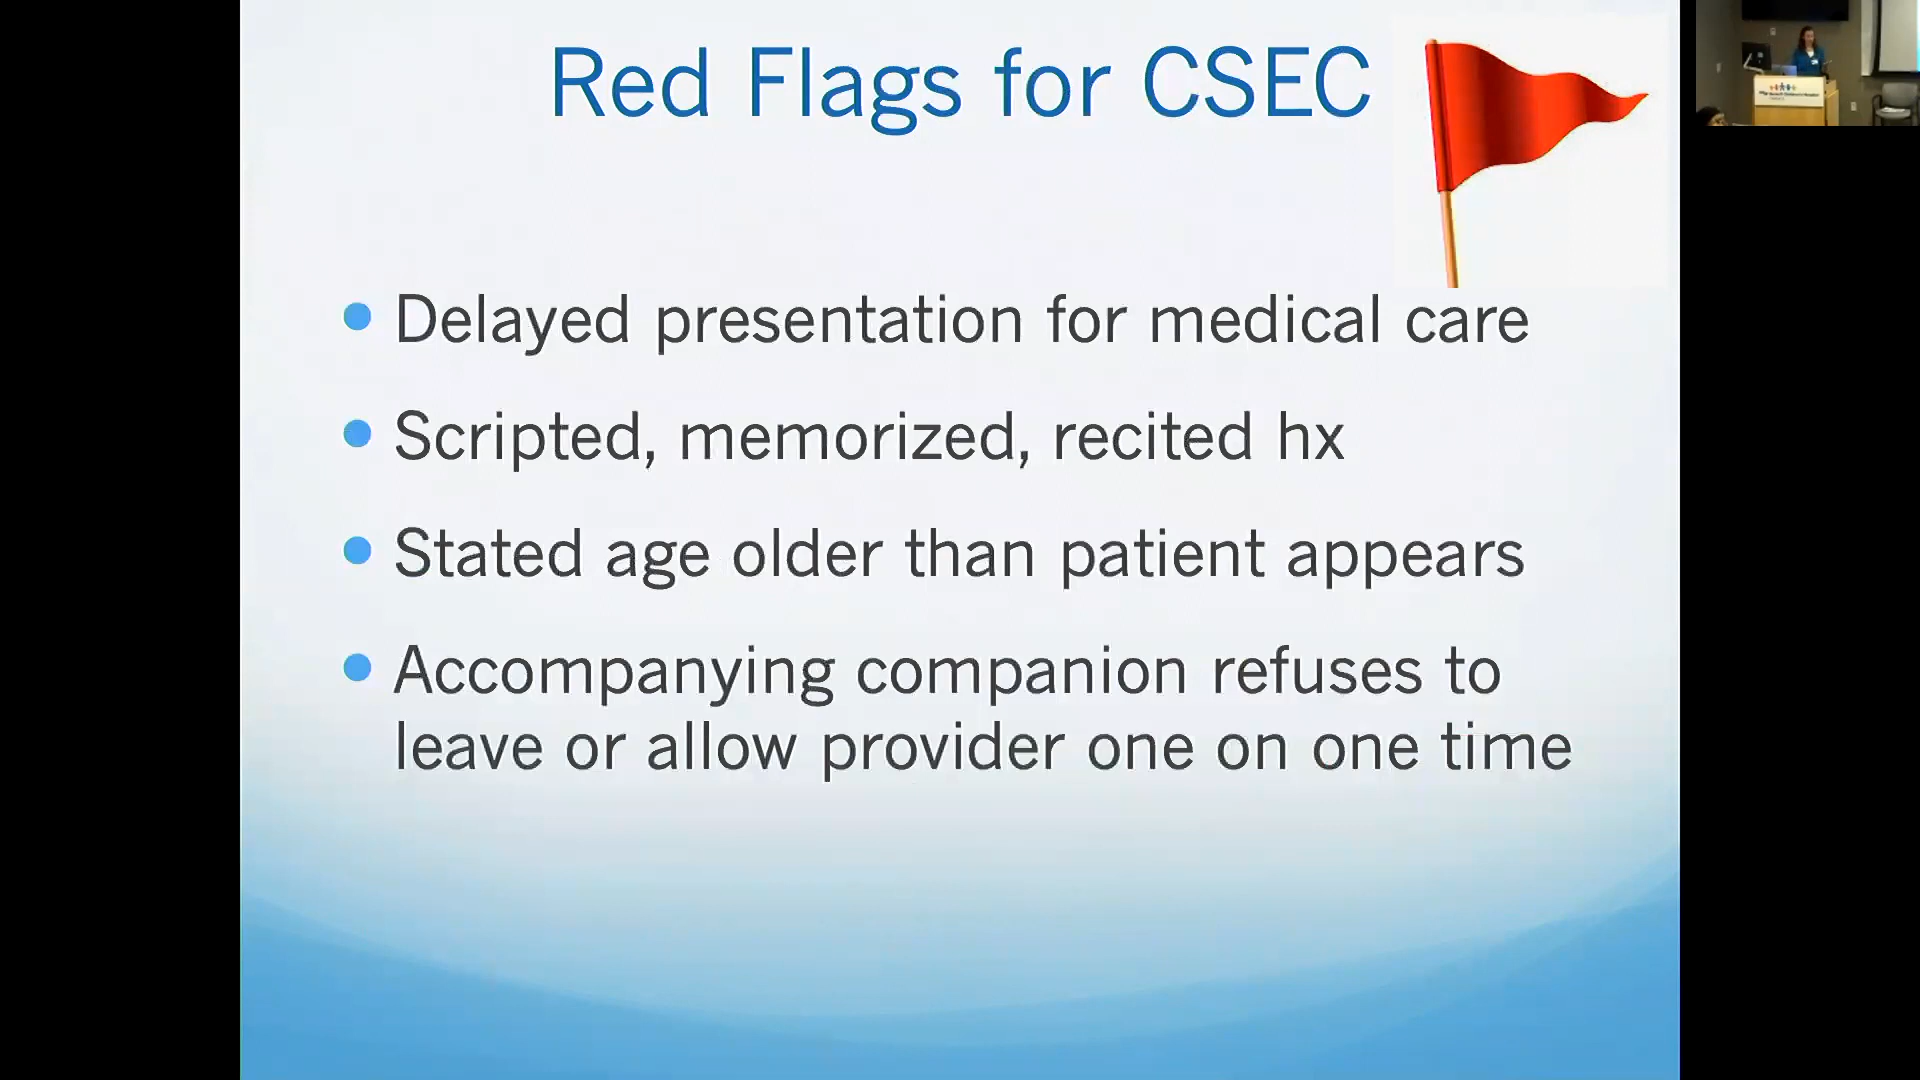 Red Flags for CSEC
Delayed presentation for medical care
Scripted, memorized, recited hx
Stated age older than patient appears
Accompanying companion refuses to
leave or allow provider one on one time